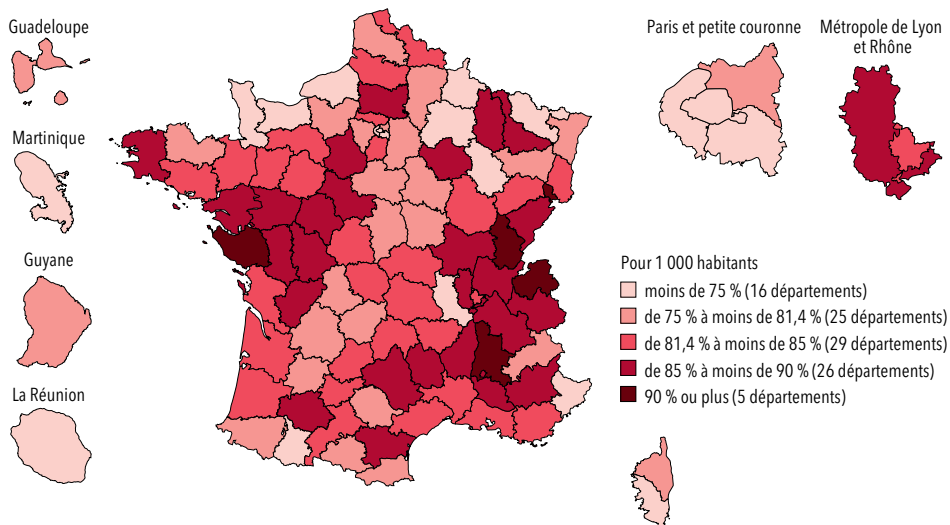 Guadeloupe
Martinique
Guyane
La Réunion
Paris et petite couronne
Métropole de Lyon
et Rhône
Pour 1 000 habitants
moins de 75 % (16 départements)
de 75 % à moins de 81,4 % (25 départements)
de 81,4 % à moins de 85 % (29 départements)
de 85 % à moins de 90 % (26 départements)
90 % ou plus (5 départements)